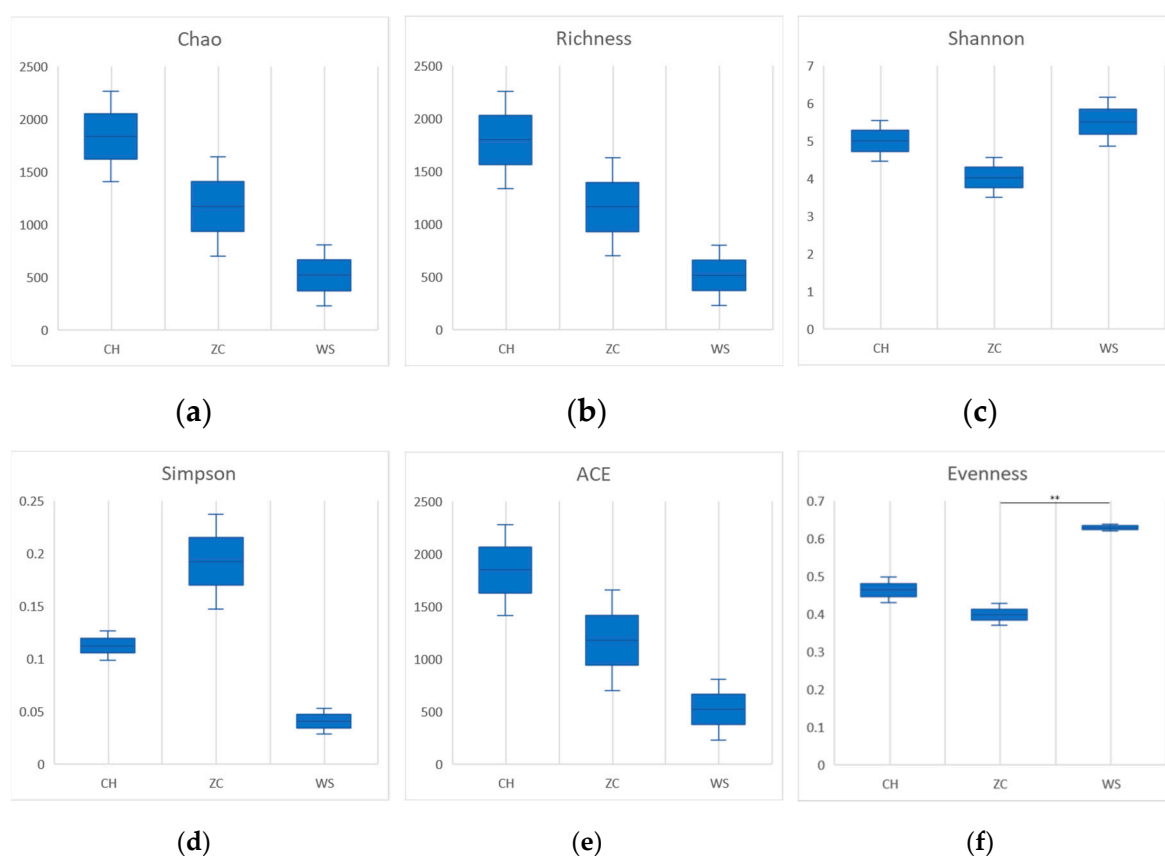 Chao
2500
2000
1500
1000
500
0
CH ZC WS
(a)
Richness
2500
2000
1500
1000
500
0
CH ZC WS
(b)
Shannon
7
6
5
4
3
2
1
0
CH ZC WS
(c)
Simpson
0.25
0.2
0.15
0.1
0.05
0
CH ZC WS
(d)
ACE
2500
2000
1500
1000
500
0
CH ZC WS
(e)
Evenness
0.7
**
0.6
0.5
0.4
0.3
0.2
0.1
0
CH ZC WS
(f)